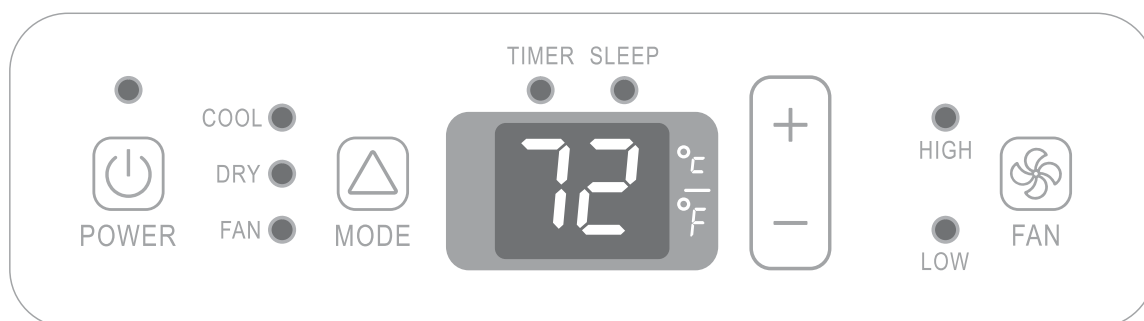 TIMER SLEEP
COOL
DRY
FAN
POWER
MODE
72
°C
°F
+
−
HIGH
LOW
FAN